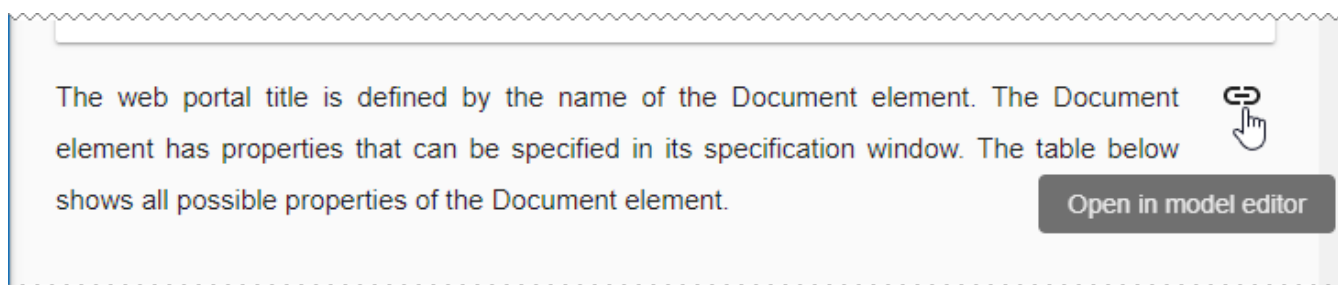 The web portal title is defined by the name of the Document element. The Document
element has properties that can be specified in its specification window. The table below
shows all possible properties of the Document element.
Open in model editor